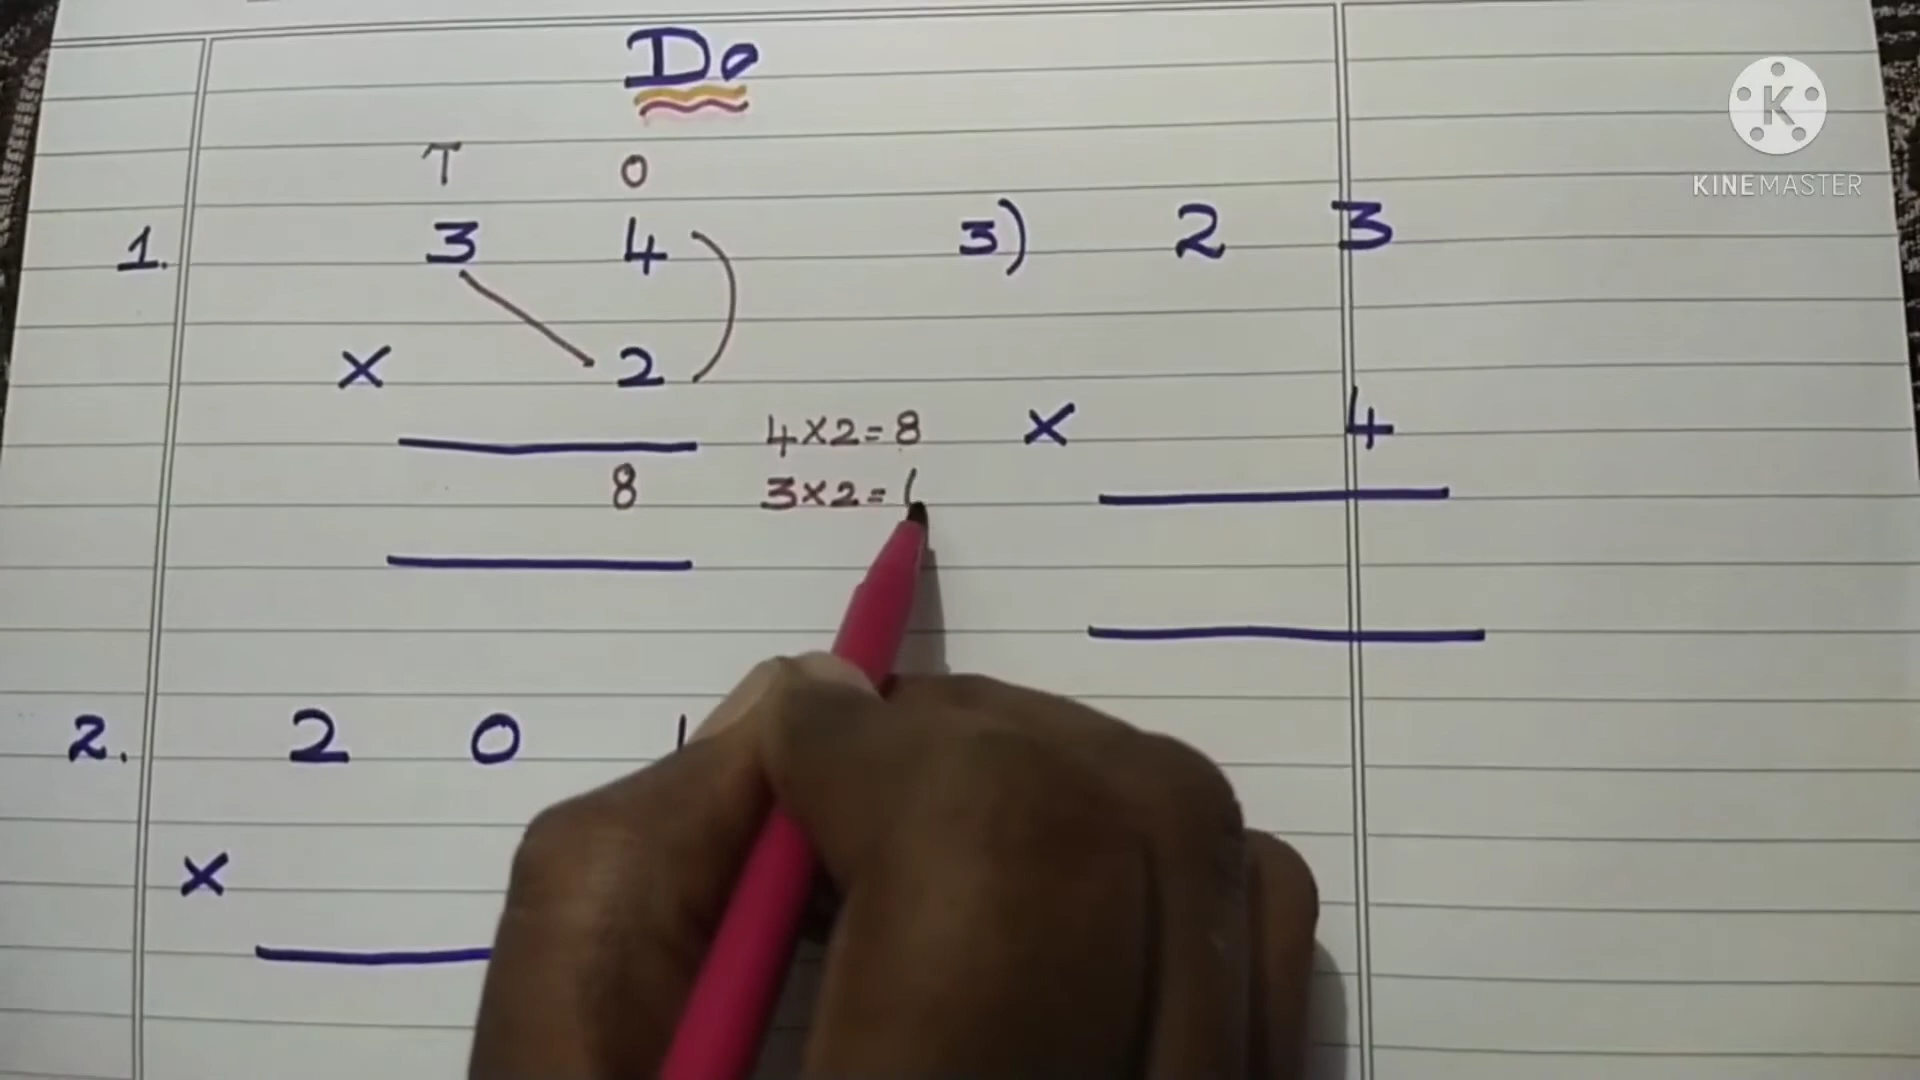 Do
T O
1. 3 4
× 2
8
4×2=8
3×2=
3) 2 3
× 4
2. 2 0
×
KINEMASTER